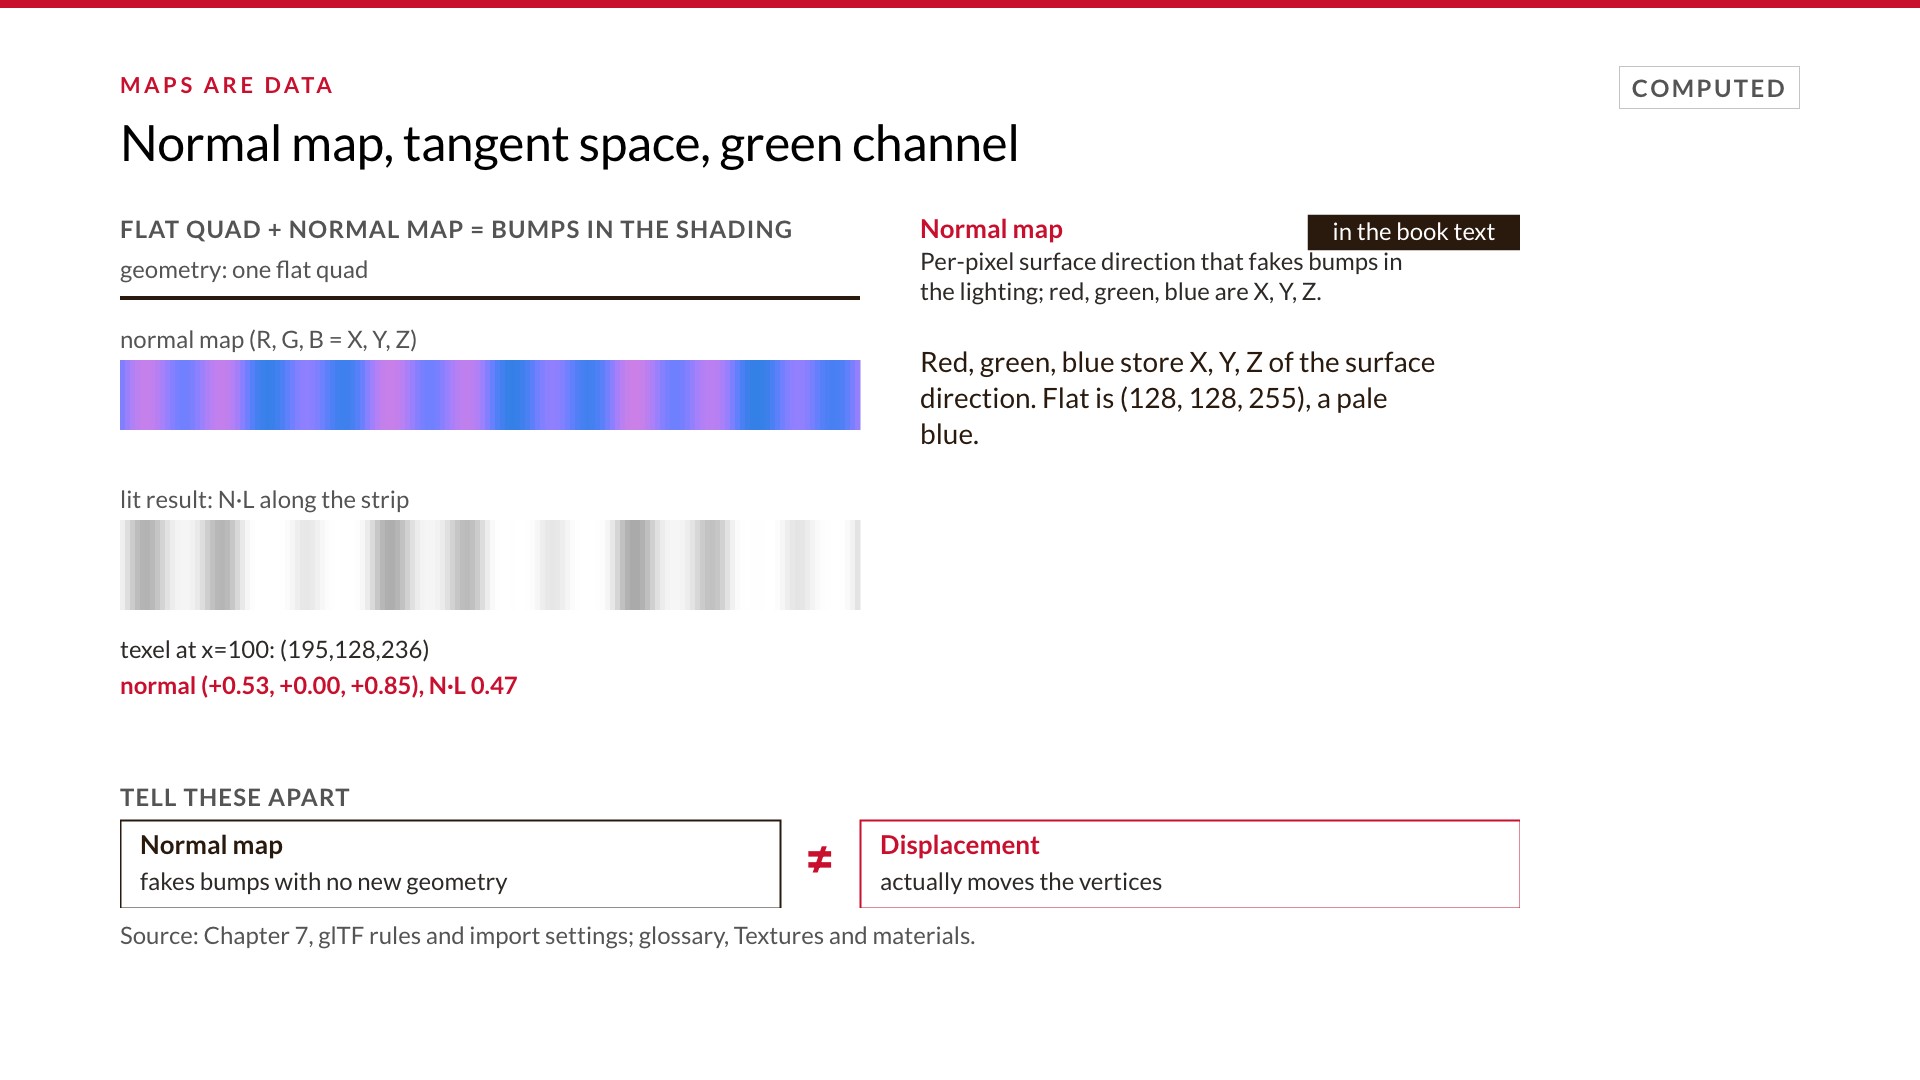 MAPS ARE DATA
COMPUTED
Normal map, tangent space, green channel
FLAT QUAD + NORMAL MAP = BUMPS IN THE SHADING
geometry: one flat quad
normal map (R, G, B = X, Y, Z)
lit result: N·L along the strip
texel at x=100: (195,128,236)
normal (+0.53, +0.00, +0.85), N·L 0.47
Normal map
in the book text
Per-pixel surface direction that fakes bumps in
the lighting; red, green, blue are X, Y, Z.
Red, green, blue store X, Y, Z of the surface
direction. Flat is (128, 128, 255), a pale
blue.
TELL THESE APART
Normal map
fakes bumps with no new geometry
≠
Displacement
actually moves the vertices
Source: Chapter 7, glTF rules and import settings; glossary, Textures and materials.